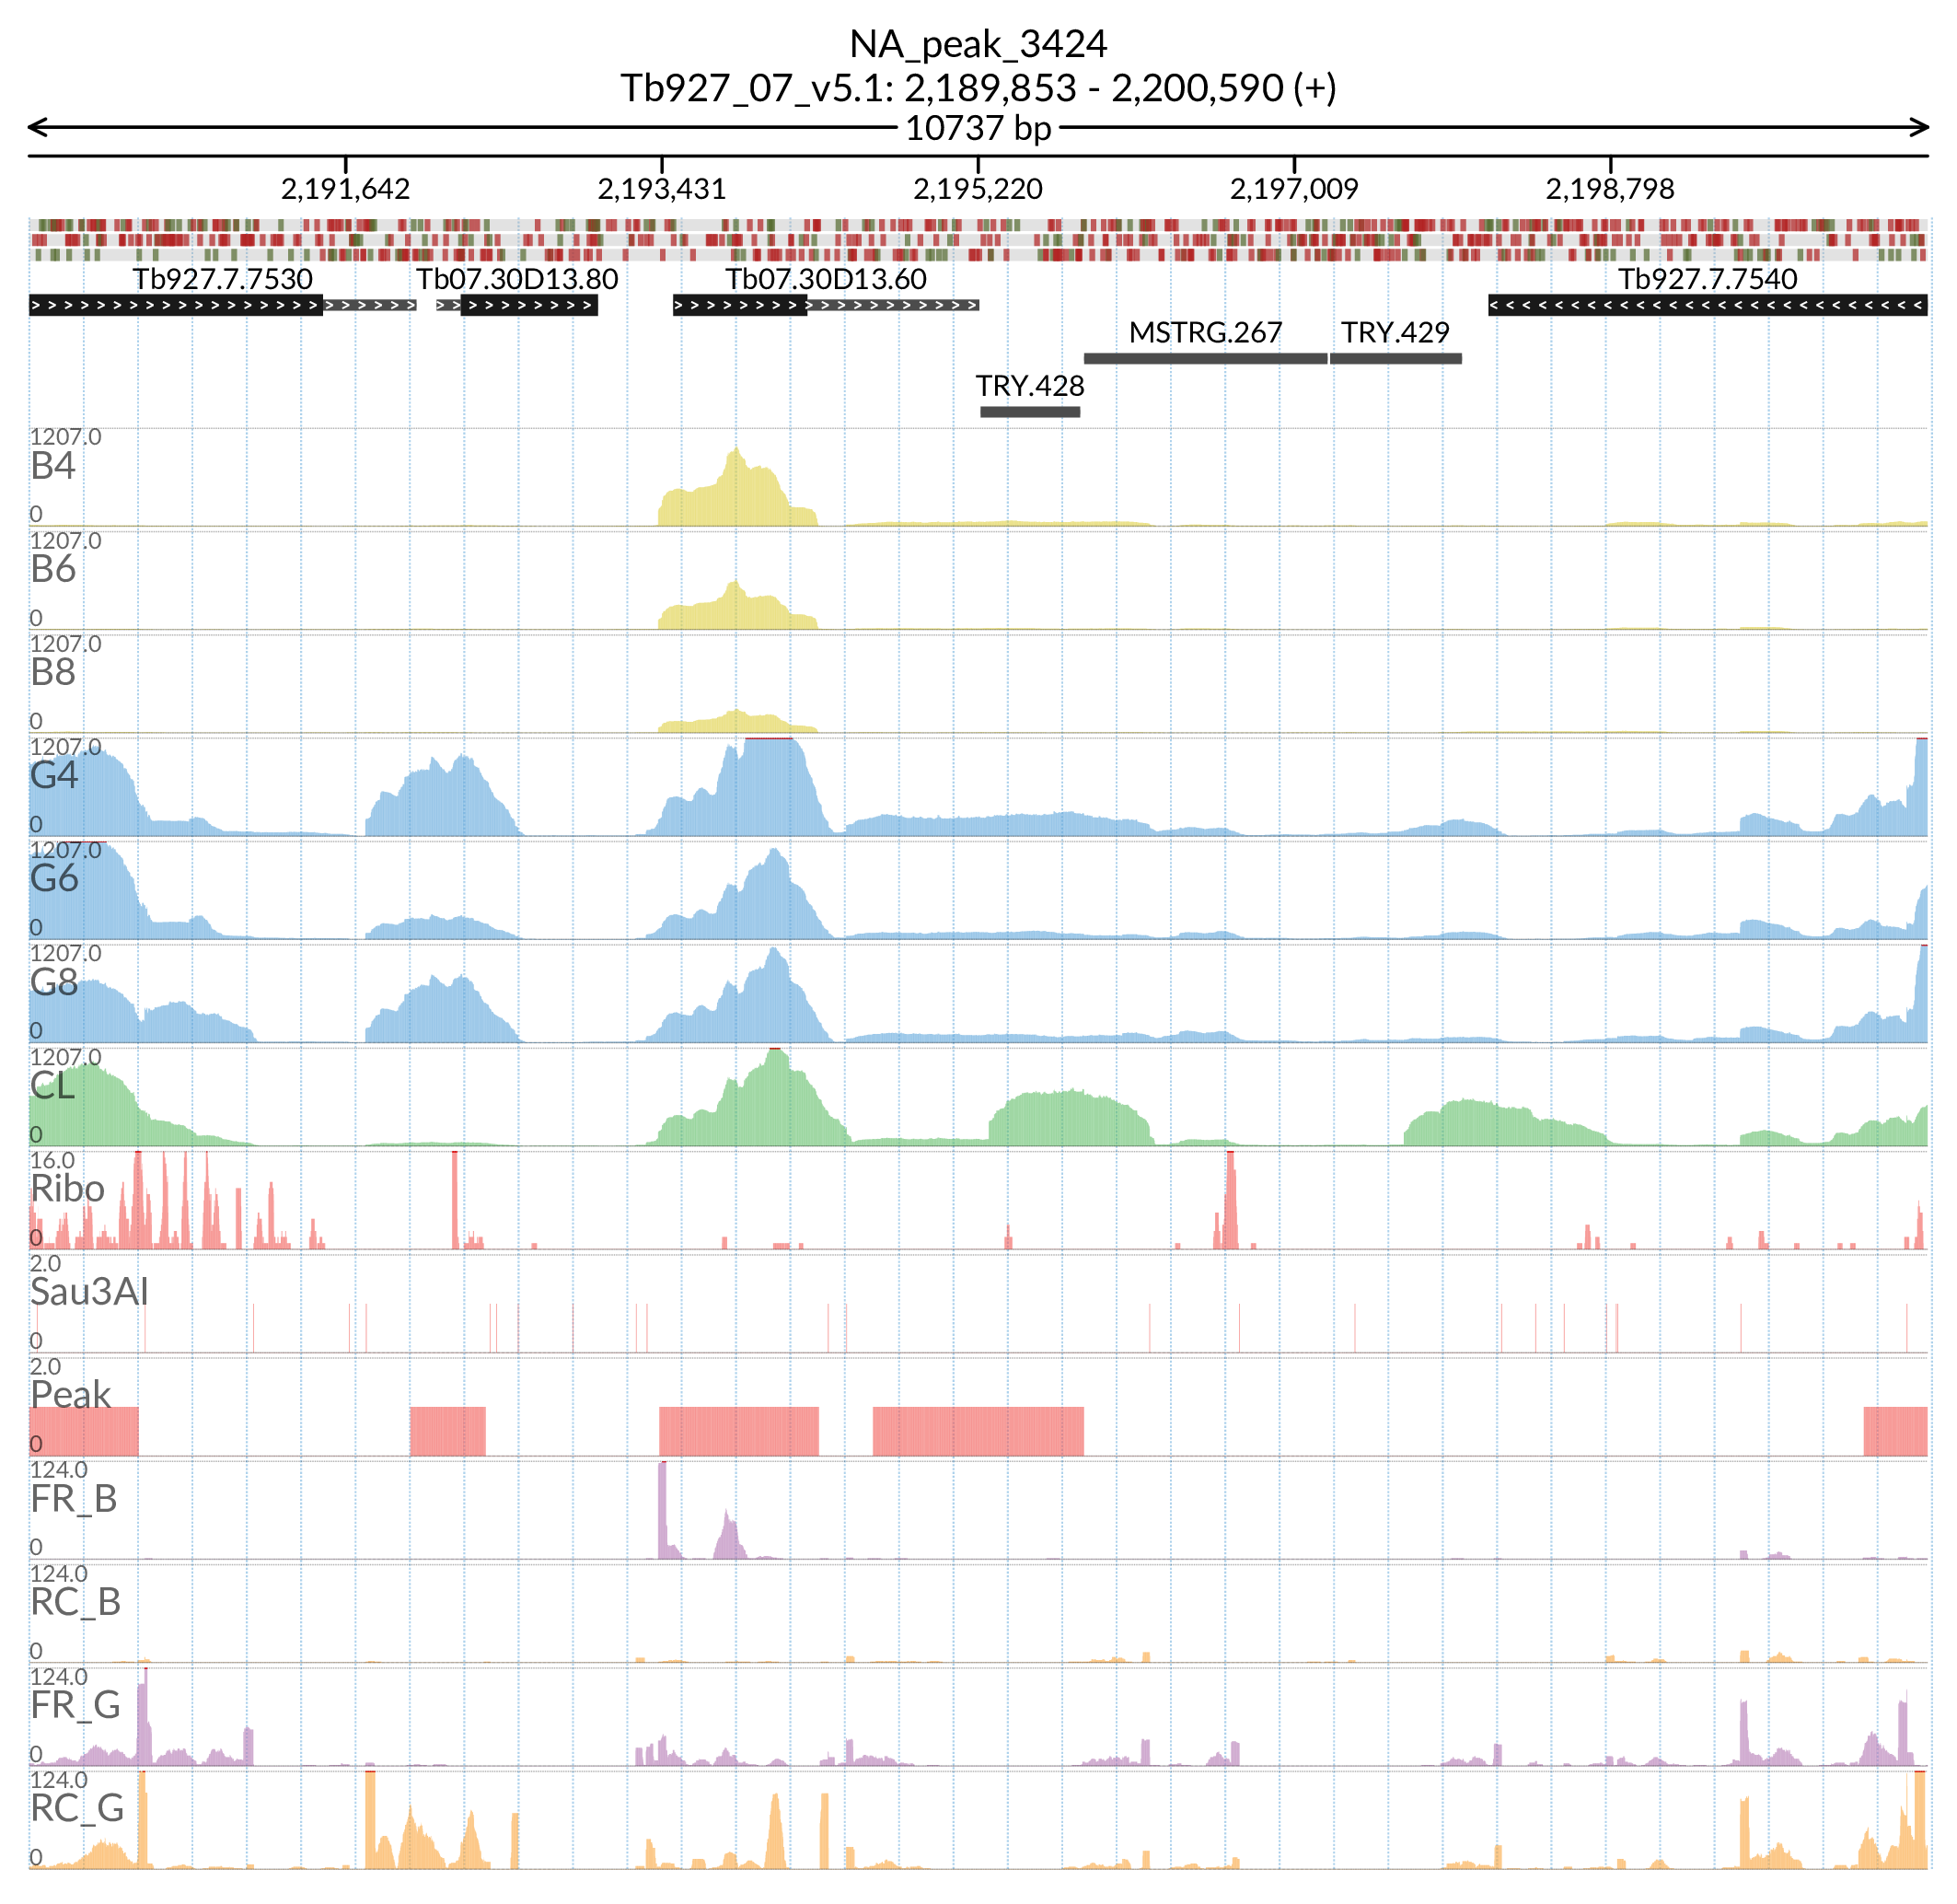 NA_peak_3424
Tb927_07_v5.1: 2,189,853 - 2,200,590 (+)
10737 bp
2,191,642 2,193,431 2,195,220 2,197,009 2,198,798
Tb927.7.7530 Tb07.30D13.80 Tb07.30D13.60 Tb927.7.7540
MSTRG.267 TRY.429
TRY.428
1207.0
B4
0
1207.0
B6
0
1207.0
B8
0
1207.0
G4
0
1207.0
G6
0
1207.0
G8
0
1207.0
CL
0
16.0
Ribo
0
2.0
Sau3AI
0
2.0
Peak
0
124.0
FR_B
0
124.0
RC_B
0
124.0
FR_G
0
124.0
RC_G
0